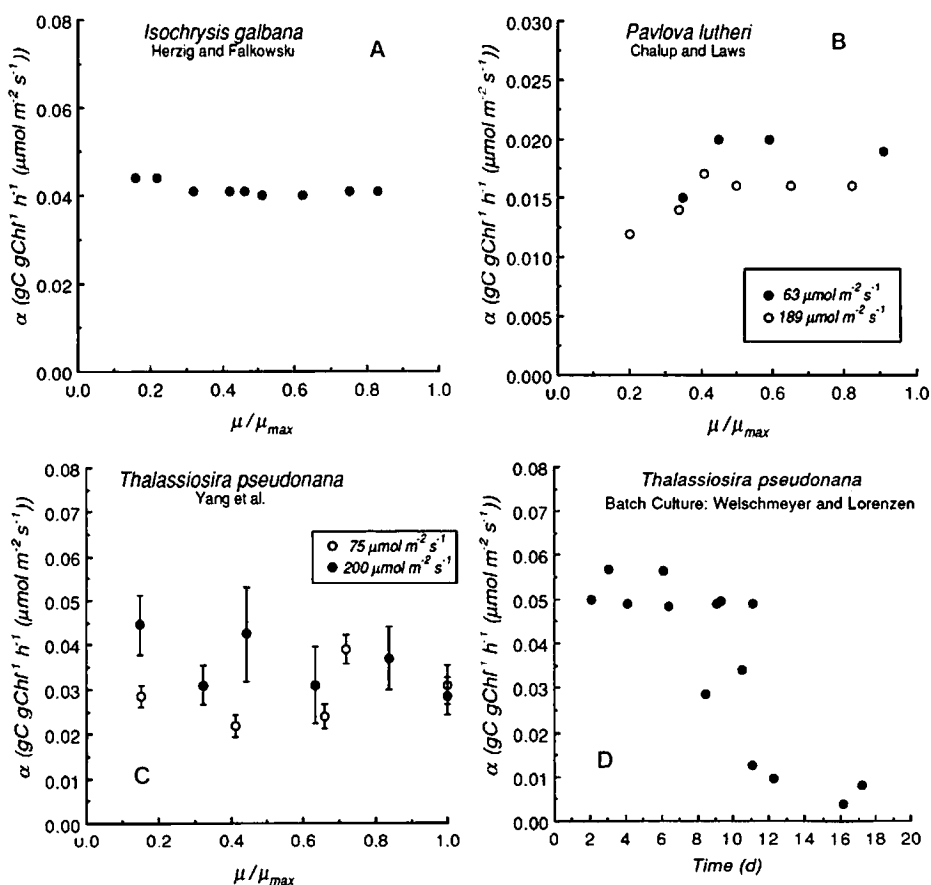 Isochrysis galbana
Herzig and Falkowski
A
α (gC gChl⁻¹ h⁻¹ (μmol m⁻² s⁻¹))
0.08
0.06
0.04
0.02
0.00
0.0 0.2 0.4 0.6 0.8 1.0
μ/μmax
Pavlova lutheri
Chalup and Laws
B
α (gC gChl⁻¹ h⁻¹ (μmol m⁻² s⁻¹))
0.030
0.025
0.020
0.015
0.010
0.005
0.000
63 μmol m⁻² s⁻¹
189 μmol m⁻² s⁻¹
0.0 0.2 0.4 0.6 0.8 1.0
μ/μmax
Thalassiosira pseudonana
Yang et al.
75 μmol m⁻² s⁻¹
200 μmol m⁻² s⁻¹
α (gC gChl⁻¹ h⁻¹ (μmol m⁻² s⁻¹))
0.08
0.07
0.06
0.05
0.04
0.03
0.02
0.01
0.00
C
0.0 0.2 0.4 0.6 0.8 1.0
μ/μmax
Thalassiosira pseudonana
Batch Culture: Welschmeyer and Lorenzen
α (gC gChl⁻¹ h⁻¹ (μmol m⁻² s⁻¹))
0.08
0.07
0.06
0.05
0.04
0.03
0.02
0.01
0.00
D
0 2 4 6 8 10 12 14 16 18 20
Time (d)